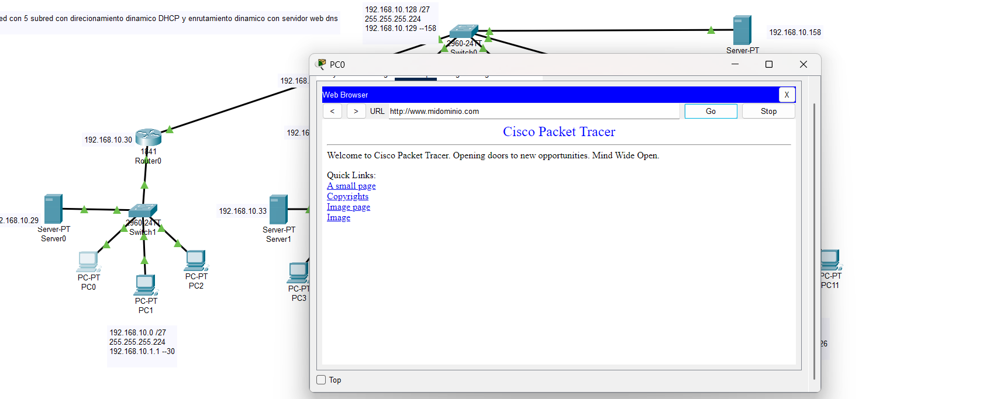 ed con 5 subred con direcionamiento dinamico DHCP y enrutamiento dinamico con servidor web dns
192.168.10.128 /27
255.255.255.224
192.168.10.129 --158
2960-24TT
Switch0
192.168.10.158
Server-PT
PC0
Web Browser
X
<
>
URL
http://www.midominio.com
Go
Stop
Cisco Packet Tracer
Welcome to Cisco Packet Tracer. Opening doors to new opportunities. Mind Wide Open.
Quick Links:
A small page
Copyrights
Image page
Image
Top
192.168.
192.16
192.168.10.30
1841
Router0
2.168.10.29
Server-PT
Server0
2960-24TT
Switch1
192.168.10.33
Server-PT
Server1
PC-PT
PC0
PC-PT
PC1
PC-PT
PC2
PC-PT
PC3
PC-PT
PC11
192.168.10.0 /27
255.255.255.224
192.168.10.1.1 --30
26